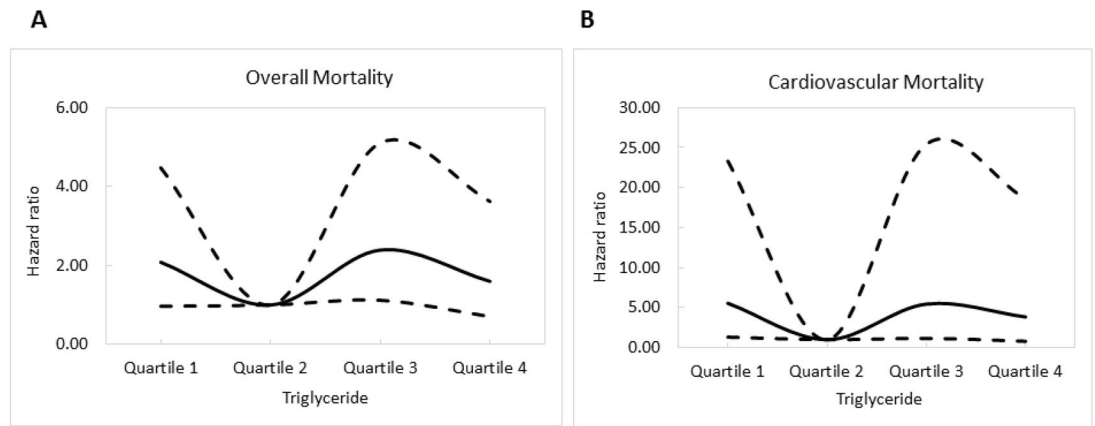 A
Overall Mortality
6.00
4.00
2.00
0.00
Hazard ratio
Quartile 1 Quartile 2 Quartile 3 Quartile 4
Triglyceride
B
Cardiovascular Mortality
30.00
25.00
20.00
15.00
10.00
5.00
0.00
Hazard ratio
Quartile 1 Quartile 2 Quartile 3 Quartile 4
Triglyceride